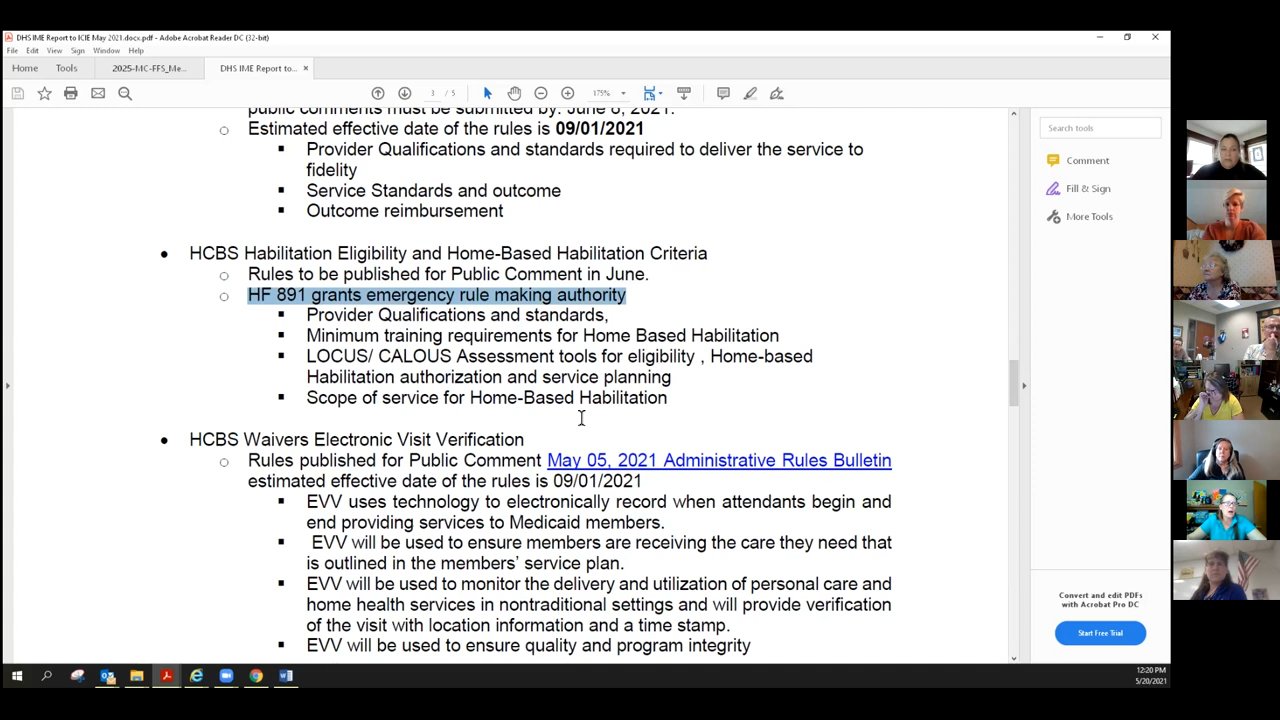 DHS IME Report to ICIE May 2021.docx.pdf - Adobe Acrobat Reader DC (32-bit)
File Edit View Sign Window Help
Home Tools 2025-MC-FFS_Me... DHS IME Report to... ×
3 / 5 175%
public comments must be submitted by: June 8, 2021.
Estimated effective date of the rules is 09/01/2021
Provider Qualifications and standards required to deliver the service to
fidelity
Service Standards and outcome
Outcome reimbursement
HCBS Habilitation Eligibility and Home-Based Habilitation Criteria
Rules to be published for Public Comment in June.
HF 891 grants emergency rule making authority
Provider Qualifications and standards,
Minimum training requirements for Home Based Habilitation
LOCUS/ CALOUS Assessment tools for eligibility , Home-based
Habilitation authorization and service planning
Scope of service for Home-Based Habilitation
HCBS Waivers Electronic Visit Verification
Rules published for Public Comment May 05, 2021 Administrative Rules Bulletin
estimated effective date of the rules is 09/01/2021
EVV uses technology to electronically record when attendants begin and
end providing services to Medicaid members.
EVV will be used to ensure members are receiving the care they need that
is outlined in the members' service plan.
EVV will be used to monitor the delivery and utilization of personal care and
home health services in nontraditional settings and will provide verification
of the visit with location information and a time stamp.
EVV will be used to ensure quality and program integrity
Search tools
Comment
Fill & Sign
More Tools
Convert and edit PDFs
with Acrobat Pro DC
Start Free Trial
12:20 PM
5/20/2021